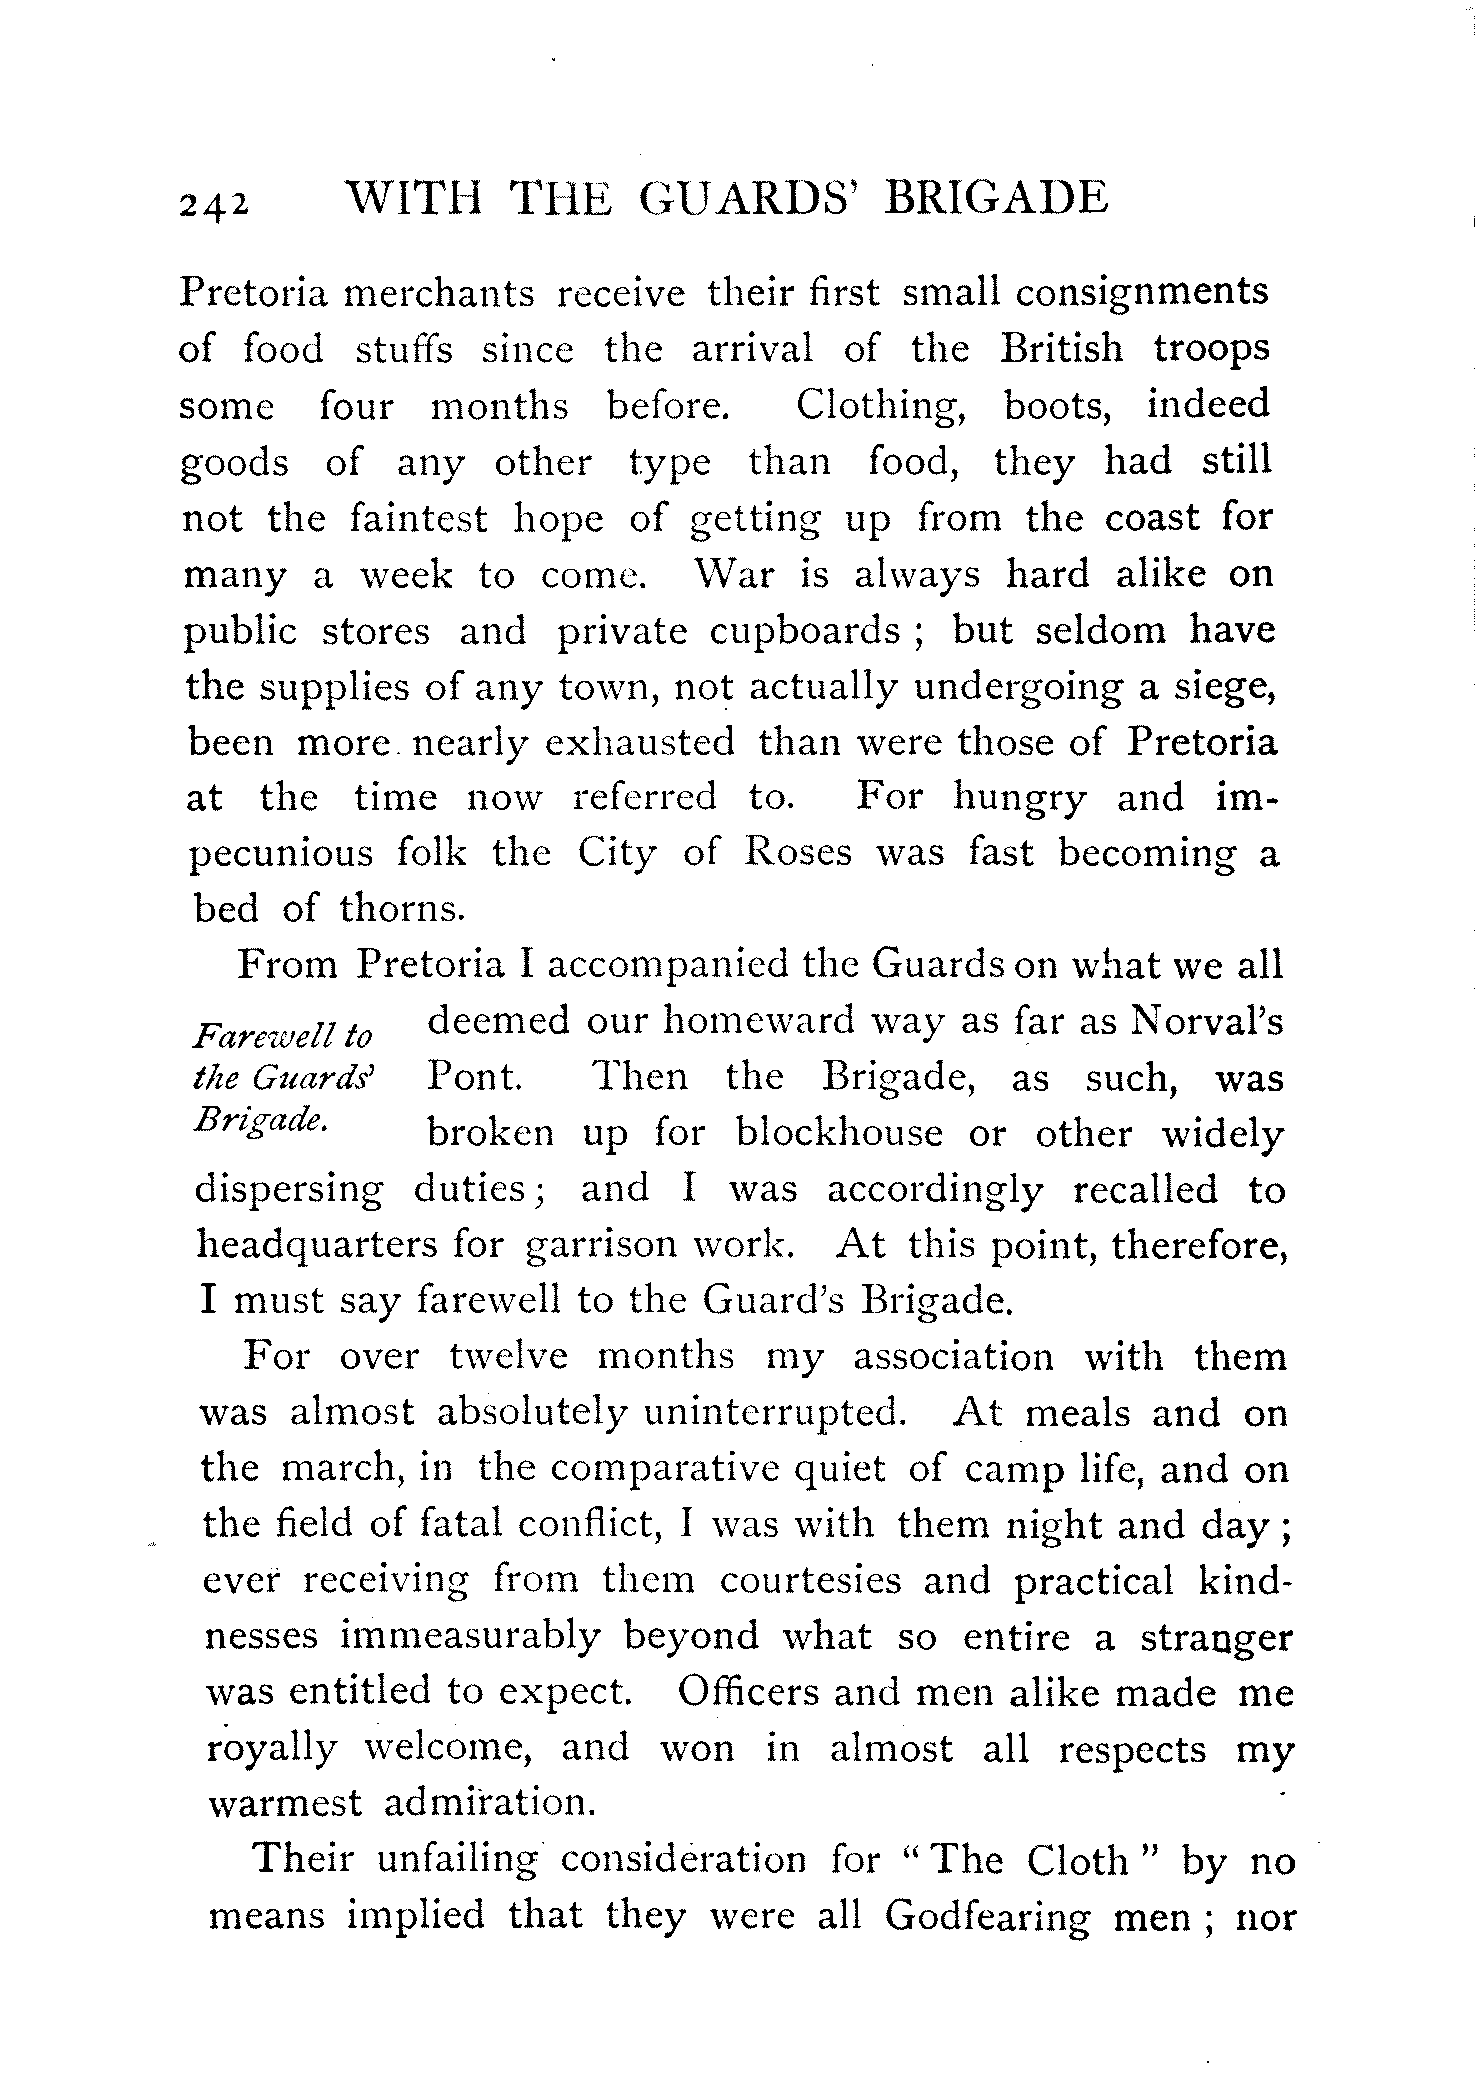 242 WITH THE GUARDS' BRIGADE
Pretoria merchants receive their first small consignments
of food stuffs since the arrival of the British troops
some four months before. Clothing, boots, indeed
goods of any other type than food, they had still
not the faintest hope of getting up from the coast for
many a week to come. War is always hard alike on
public stores and private cupboards ; but seldom have
the supplies of any town, not actually undergoing a siege,
been more nearly exhausted than were those of Pretoria
at the time now referred to. For hungry and im-
pecunious folk the City of Roses was fast becoming a
bed of thorns.
From Pretoria I accompanied the Guards on what we all
Farewell to
the Guards'
Brigade.
deemed our homeward way as far as Norval's
Pont. Then the Brigade, as such, was
broken up for blockhouse or other widely
dispersing duties ; and I was accordingly recalled to
headquarters for garrison work. At this point, therefore,
I must say farewell to the Guard's Brigade.
For over twelve months my association with them
was almost absolutely uninterrupted. At meals and on
the march, in the comparative quiet of camp life, and on
the field of fatal conflict, I was with them night and day ;
ever receiving from them courtesies and practical kind-
nesses immeasurably beyond what so entire a stranger
was entitled to expect. Officers and men alike made me
royally welcome, and won in almost all respects my
warmest admiration.
Their unfailing consideration for " The Cloth " by no
means implied that they were all Godfearing men ; nor